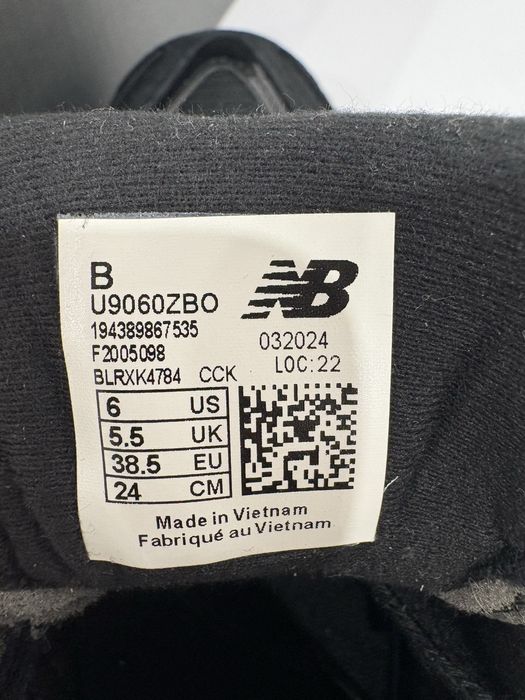 B
U9060ZBO
194389867535
F2005098
BLRXK4784 CCK
NB
032024
LOC:22
6 US
5.5 UK
38.5 EU
24 CM
Made in Vietnam
Fabriqué au Vietnam